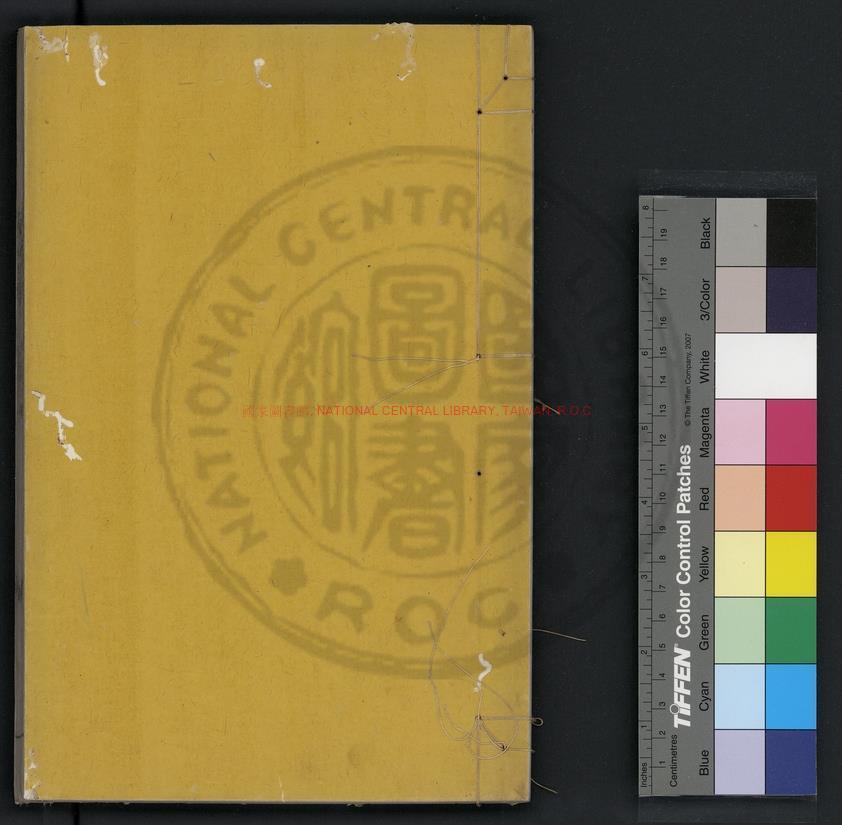 NATIONAL CENTRAL LIBRARY
國家圖書館
R O C
國家圖書館, NATIONAL CENTRAL LIBRARY, TAIWAN, R.O.C
Inches
1 2 3 4 5 6 7 8
Centimetres
1 2 3 4 5 6 7 8 9 10 11 12 13 14 15 16 17 18 19
TIFFEN Color Control Patches
© The Tiffen Company, 2007
Blue
Cyan
Green
Yellow
Red
Magenta
White
3/Color
Black